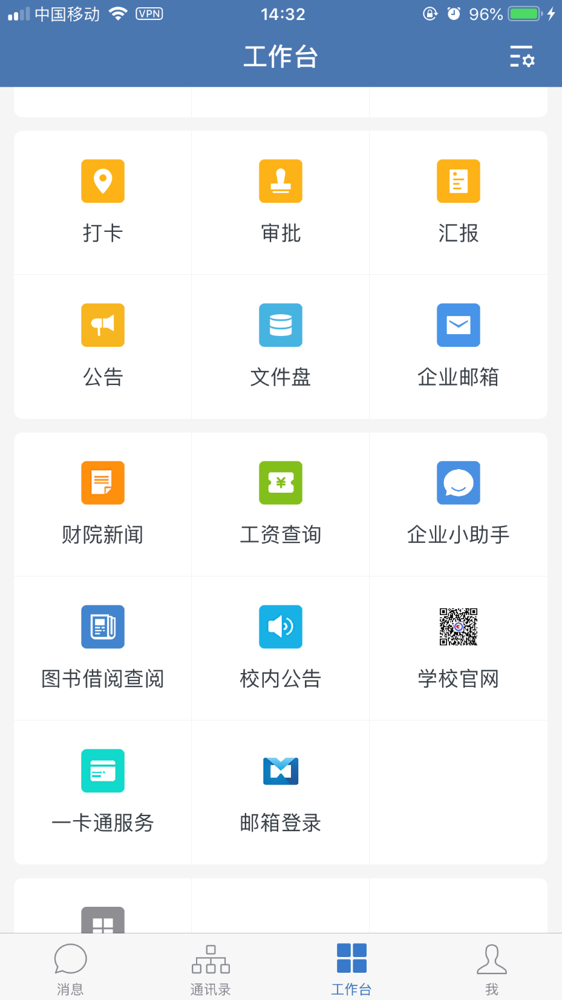 中国移动 VPN 14:32 96%
工作台
打卡 审批 汇报
公告 文件盘 企业邮箱
财院新闻 工资查询 企业小助手
图书借阅查阅 校内公告 学校官网
一卡通服务 邮箱登录
消息 通讯录 工作台 我